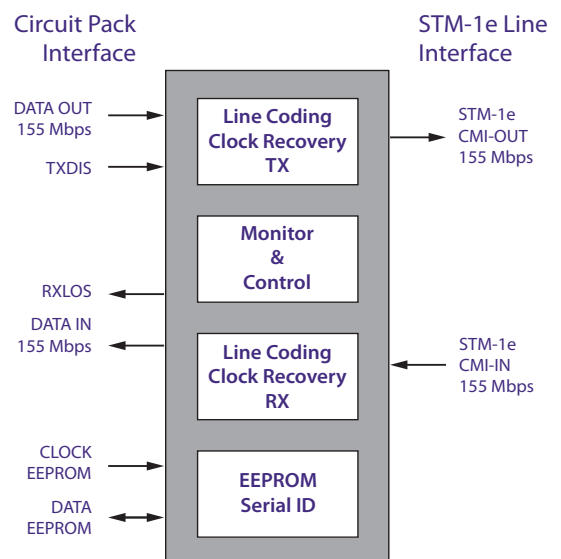 Circuit Pack
Interface
STM-1e Line
Interface
DATA OUT
155 Mbps
TXDIS
RXLOS
DATA IN
155 Mbps
CLOCK
EEPROM
DATA
EEPROM
Line Coding
Clock Recovery
TX
Monitor
&
Control
Line Coding
Clock Recovery
RX
EEPROM
Serial ID
STM-1e
CMI-OUT
155 Mbps
STM-1e
CMI-IN
155 Mbps